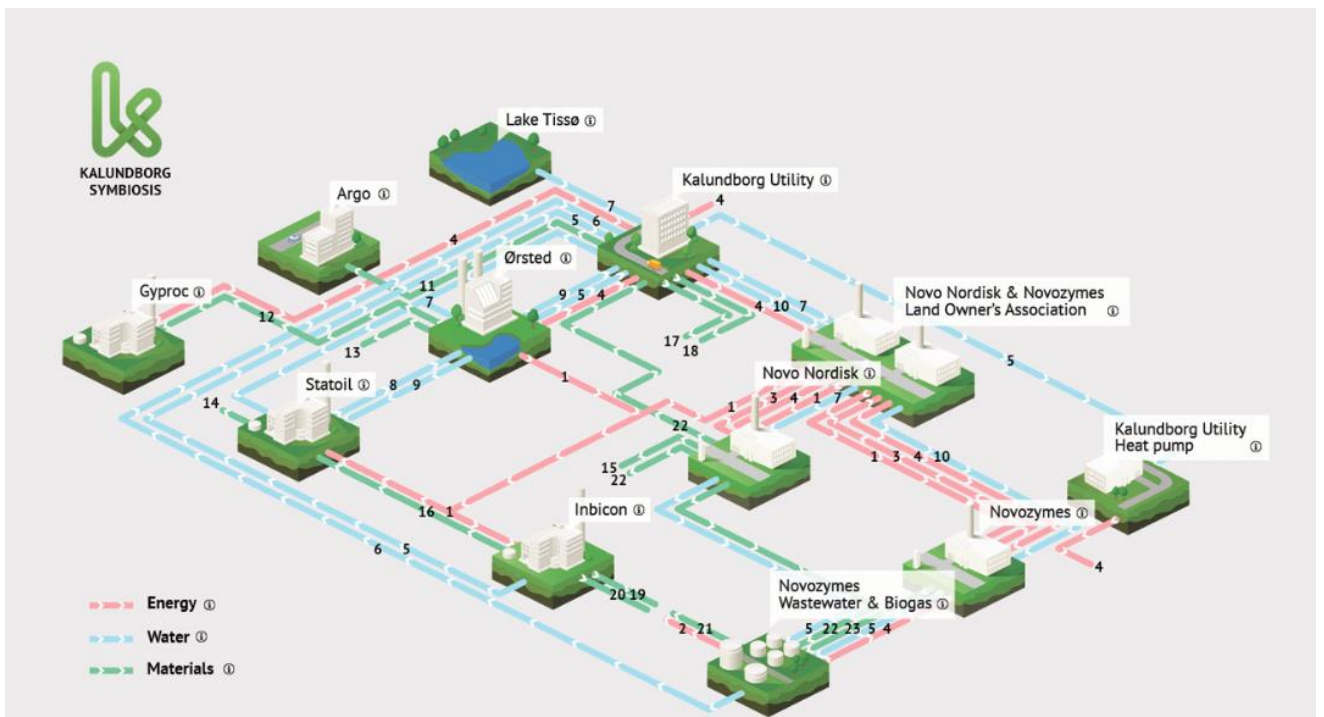 KALUNDBORG
SYMBIOSIS
Lake Tissø
Kalundborg Utility
4
Argo
7
5 6
4
Ørsted
11
7
9 5 4
Gyproc
12
4 10 7
Novo Nordisk & Novozymes
Land Owner's Association
13
17
18
5
Statoil
8 9
1
Novo Nordisk
14
1 3 4 1 7
22
Kalundborg Utility
Heat pump
15
22
1 3 4 10
16 1
Inbicon
Novozymes
6 5
4
20 19
Novozymes
Wastewater & Biogas
2 21
5 22 23 5 4
Energy
Water
Materials